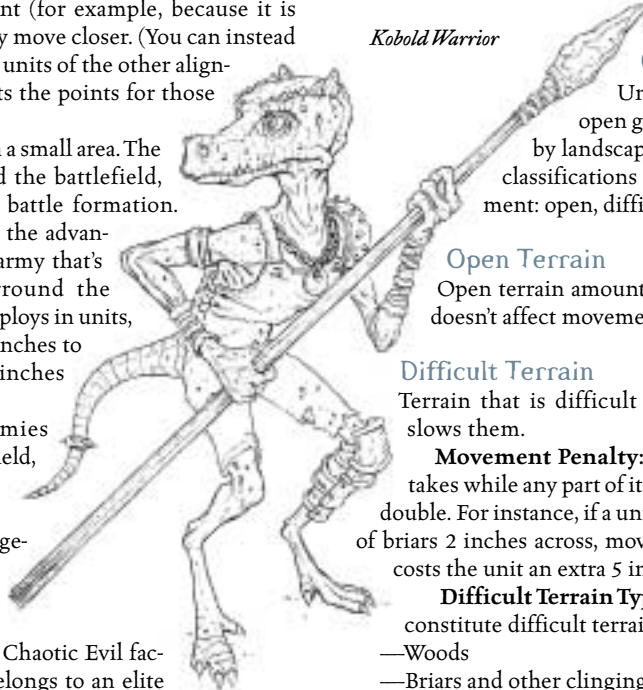 nt (for example, because it is
y move closer. (You can instead
units of the other align-
ts the points for those
a small area. The
d the battlefield,
battle formation.
the advan-
army that's
round the
ploys in units,
nches to
inches
mies
ield,
ge-
Chaotic Evil fac-
elongs to an elite
Kobold Warrior
Un
open g
by landscap
classifications
ment: open, diffi
Open Terrain
Open terrain amount
doesn't affect moveme
Difficult Terrain
Terrain that is difficult
slows them.
Movement Penalty:
takes while any part of it
double. For instance, if a un
of briars 2 inches across, mov
costs the unit an extra 5 in
Difficult Terrain Ty
constitute difficult terrai
—Woods
—Briars and other clinging